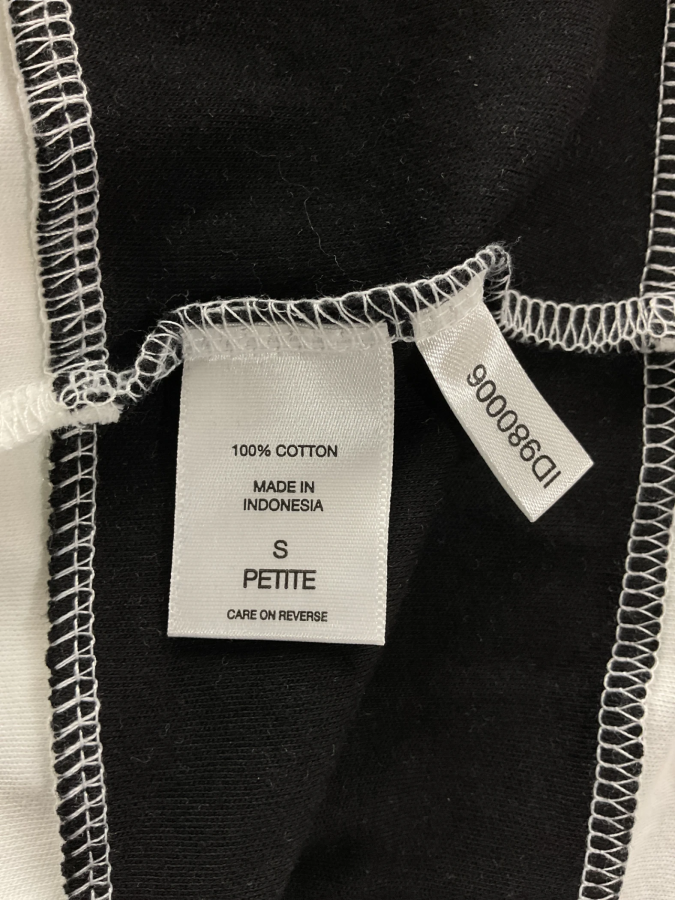 100% COTTON
MADE IN
INDONESIA
S
PETITE
CARE ON REVERSE
ID980006